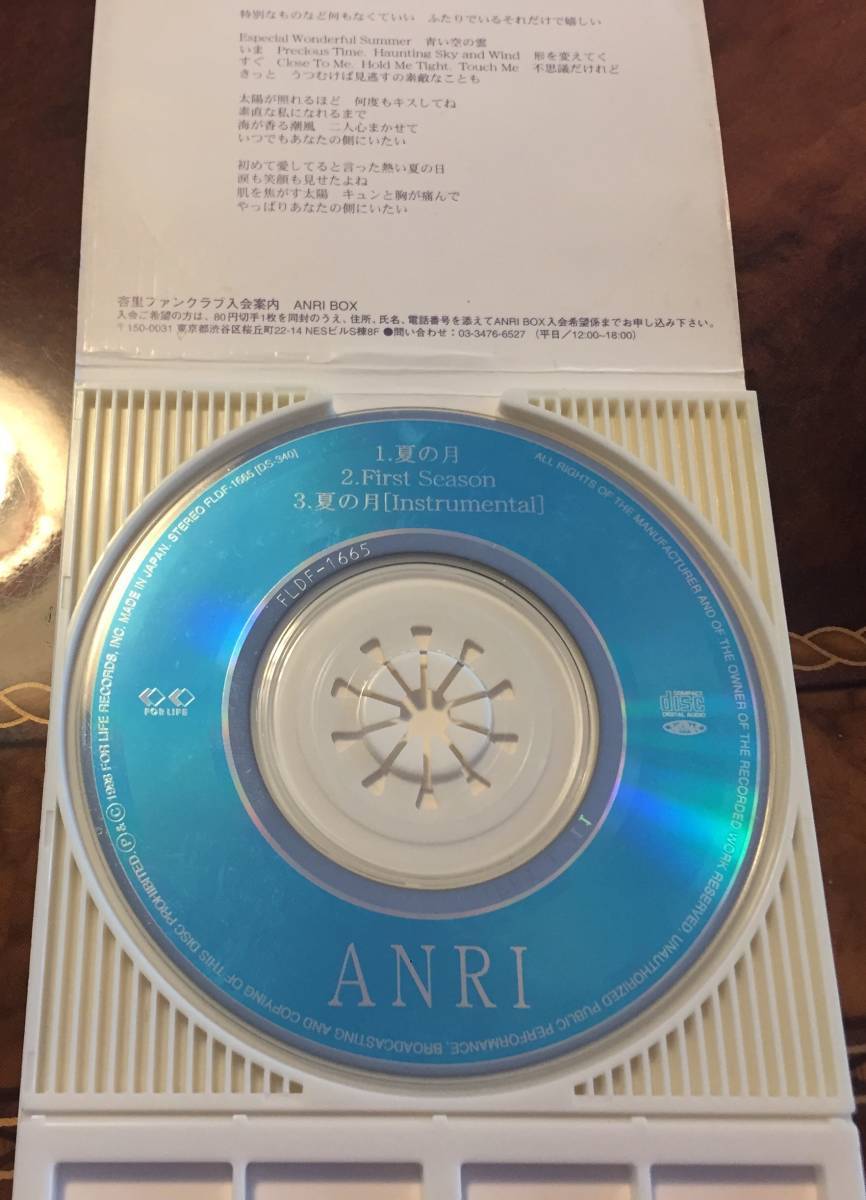 特別なものなど何もなくていい　ふたりでいるそれだけで嬉しい
Especial Wonderful Summer　青い空の雲
いま　Precious Time, Haunting Sky and Wind　形を変えてく
すぐ　Close To Me, Hold Me Tight, Touch Me　不思議だけれど
きっと　うつむけば見逃すの素敵なことも
太陽が照れるほど　何度もキスしてね
素直な私になれるまで
海が香る潮風　二人心まかせて
いつでもあなたの側にいたい
初めて愛してると言った熱い夏の日
涙も笑顔も見せたよね
肌を焦がす太陽　キュンと胸が痛んで
やっぱりあなたの側にいたい
杏里ファンクラブ入会案内　ANRI BOX
入会ご希望の方は、80円切手1枚を同封のうえ、住所、氏名、電話番号を添えてANRI BOX入会希望係までお申し込み下さい。
〒150-0031 東京都渋谷区桜丘町22-14 NESビルS棟8F ●問い合わせ：03-3476-6527　（平日／12:00~18:00）
1.夏の月
2.First Season
3.夏の月[Instrumental]
FLDF-1665
FOR LIFE
COMPACT
disc
DIGITAL AUDIO
ANRI
ALL RIGHTS OF THE MANUFACTURER AND OF THE OWNER OF THE RECORDED WORK RESERVED. UNAUTHORIZED PUBLIC PERFORMANCE, BROADCASTING AND COPYING OF THIS DISC PROHIBITED. Ⓟ&Ⓒ 1998 FOR LIFE RECORDS, INC. MADE IN JAPAN. STEREO FLDF-1665 [DS-340]